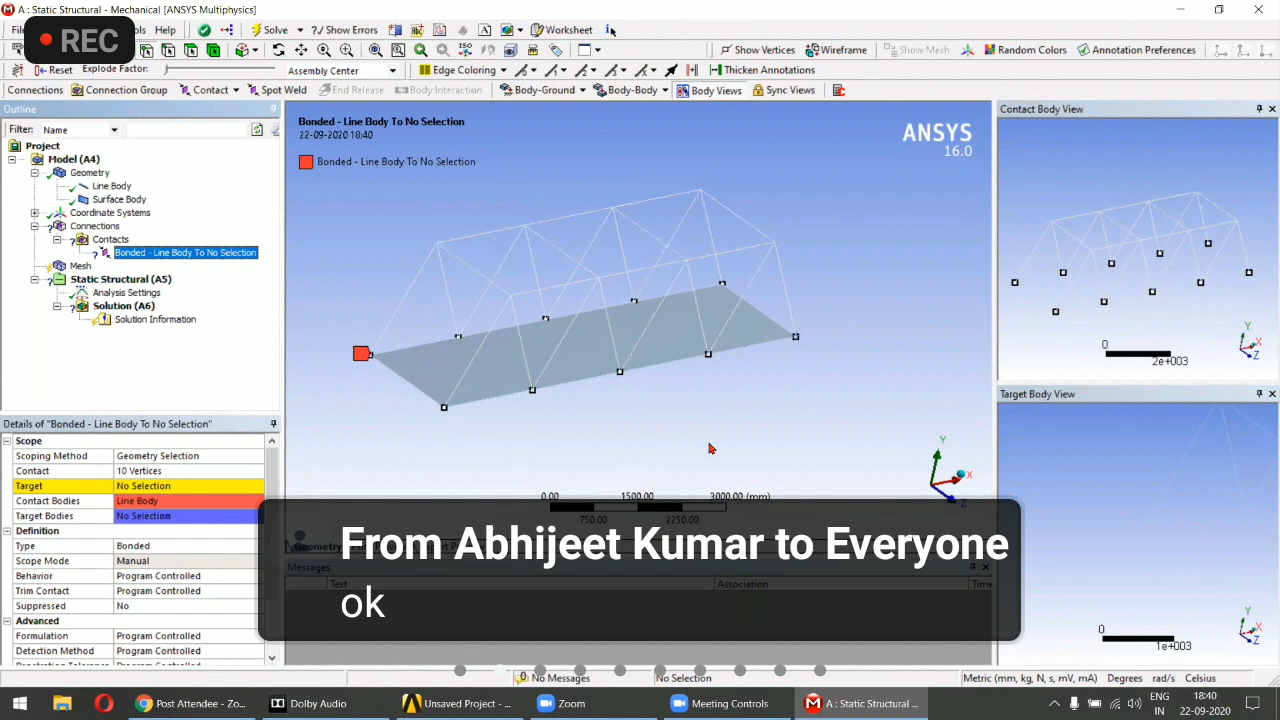 A : Static Structural - Mechanical [ANSYS Multiphysics]
REC
Help Solve ?/ Show Errors Worksheet
Show Vertices Wireframe Show Mesh Random Colors Annotation Preferences
Reset Explode Factor: Assembly Center Edge Coloring Thicken Annotations
Connections Connection Group Contact Spot Weld End Release Body Interaction Body-Ground Body-Body Body Views Sync Views
Outline
Filter: Name
Project
Model (A4)
Geometry
Line Body
Surface Body
Coordinate Systems
Connections
Contacts
Bonded - Line Body To No Selection
Mesh
Static Structural (A5)
Analysis Settings
Solution (A6)
Solution Information
Details of "Bonded - Line Body To No Selection"
Scope
Scoping Method Geometry Selection
Contact 10 Vertices
Target No Selection
Contact Bodies Line Body
Target Bodies No Selection
Definition
Type Bonded
Scope Mode Manual
Behavior Program Controlled
Trim Contact Program Controlled
Suppressed No
Advanced
Formulation Program Controlled
Detection Method Program Controlled
Bonded - Line Body To No Selection
22-09-2020 18:40
Bonded - Line Body To No Selection
ANSYS
16.0
0.00 1500.00 3000.00 (mm)
750.00 2250.00
Y
X
Z
Contact Body View
Y
X
Z
0 2e+003
Target Body View
Y
X
Z
0 1e+003
Messages
Text Association Time
From Abhijeet Kumar to Everyone
ok
0 No Messages No Selection Metric (mm, kg, N, s, mV, mA) Degrees rad/s Celsius
Post Attendee - Zo... Dolby Audio Unsaved Project - ... Zoom Meeting Controls A : Static Structural ...
ENG
IN
18:40
22-09-2020